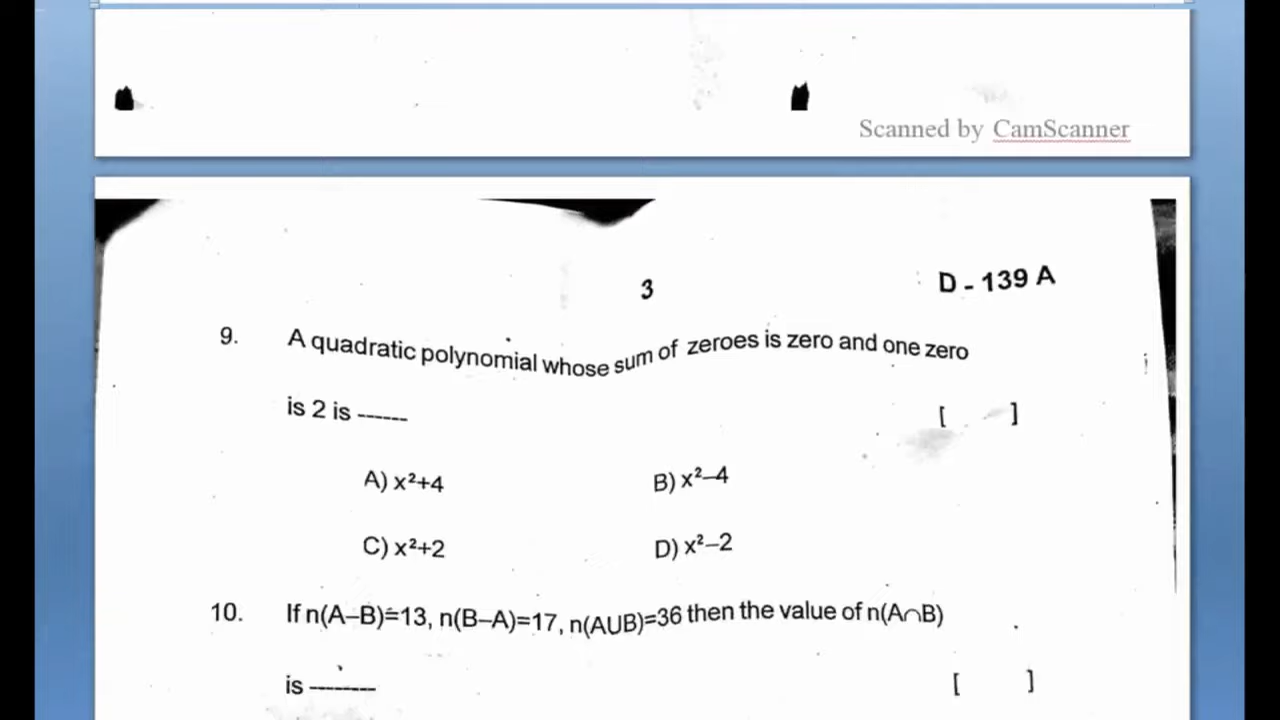 Scanned by CamScanner
3
D - 139 A
9. A quadratic polynomial whose sum of zeroes is zero and one zero
is 2 is ------ [ ]
A) x²+4 B) x²–4
C) x²+2 D) x²–2
10. If n(A–B)=13, n(B–A)=17, n(AUB)=36 then the value of n(A∩B)
is -------- [ ]